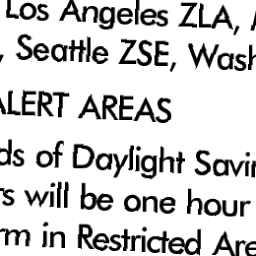 Los Angeles ZLA,
, Seattle ZSE, Wash
ALERT AREAS
ds of Daylight Savin
rs will be one hour
rm in Restricted Are